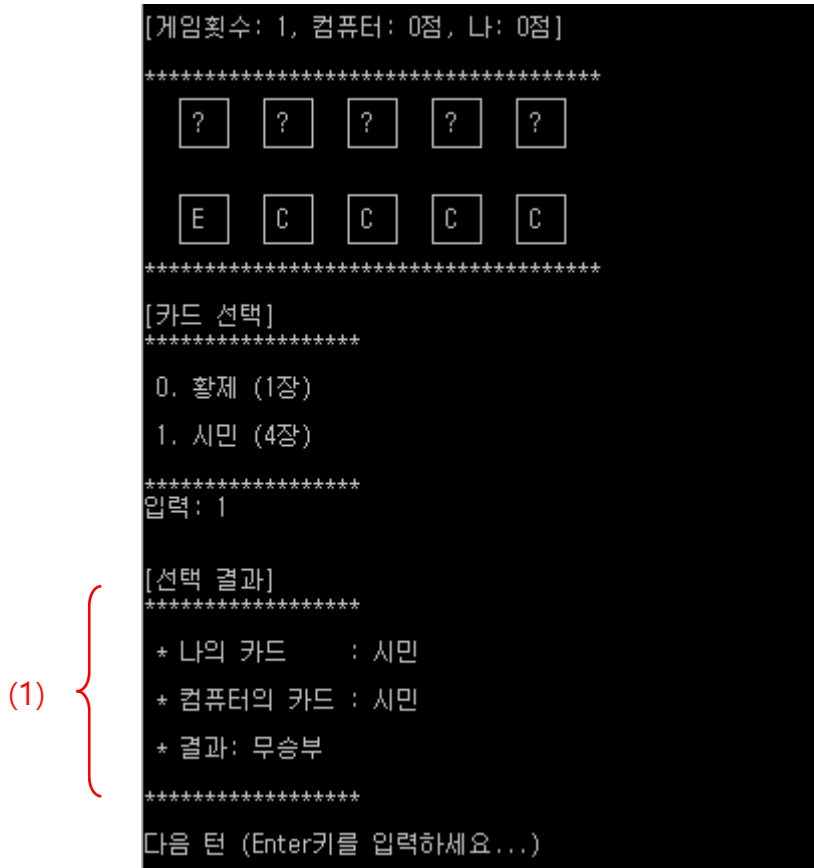 [게임횟수: 1, 컴퓨터: 0점, 나: 0점]
**************************************
? ? ? ? ?
E C C C C
**************************************
[카드 선택]
******************
0. 황제 (1장)
1. 시민 (4장)
******************
입력: 1
[선택 결과]
******************
* 나의 카드 : 시민
(1)
* 컴퓨터의 카드 : 시민
* 결과: 무승부
******************
다음 턴 (Enter키를 입력하세요...)